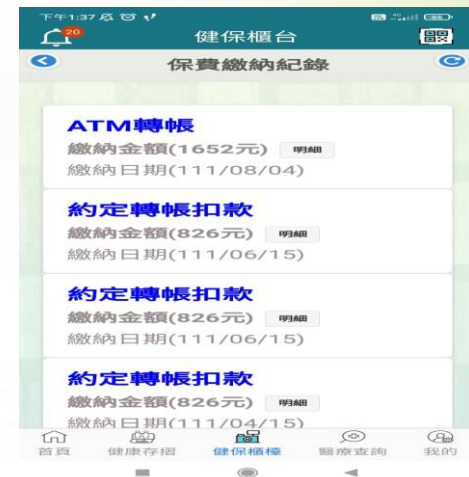 下午1:37
20
健保櫃台
保費繳納紀錄
ATM轉帳
繳納金額(1652元) 明細
繳納日期(111/08/04)
約定轉帳扣款
繳納金額(826元) 明細
繳納日期(111/06/15)
約定轉帳扣款
繳納金額(826元) 明細
繳納日期(111/06/15)
約定轉帳扣款
繳納金額(826元) 明細
繳納日期(111/04/15)
首頁 健康存摺 健保櫃檯 醫療查詢 我的